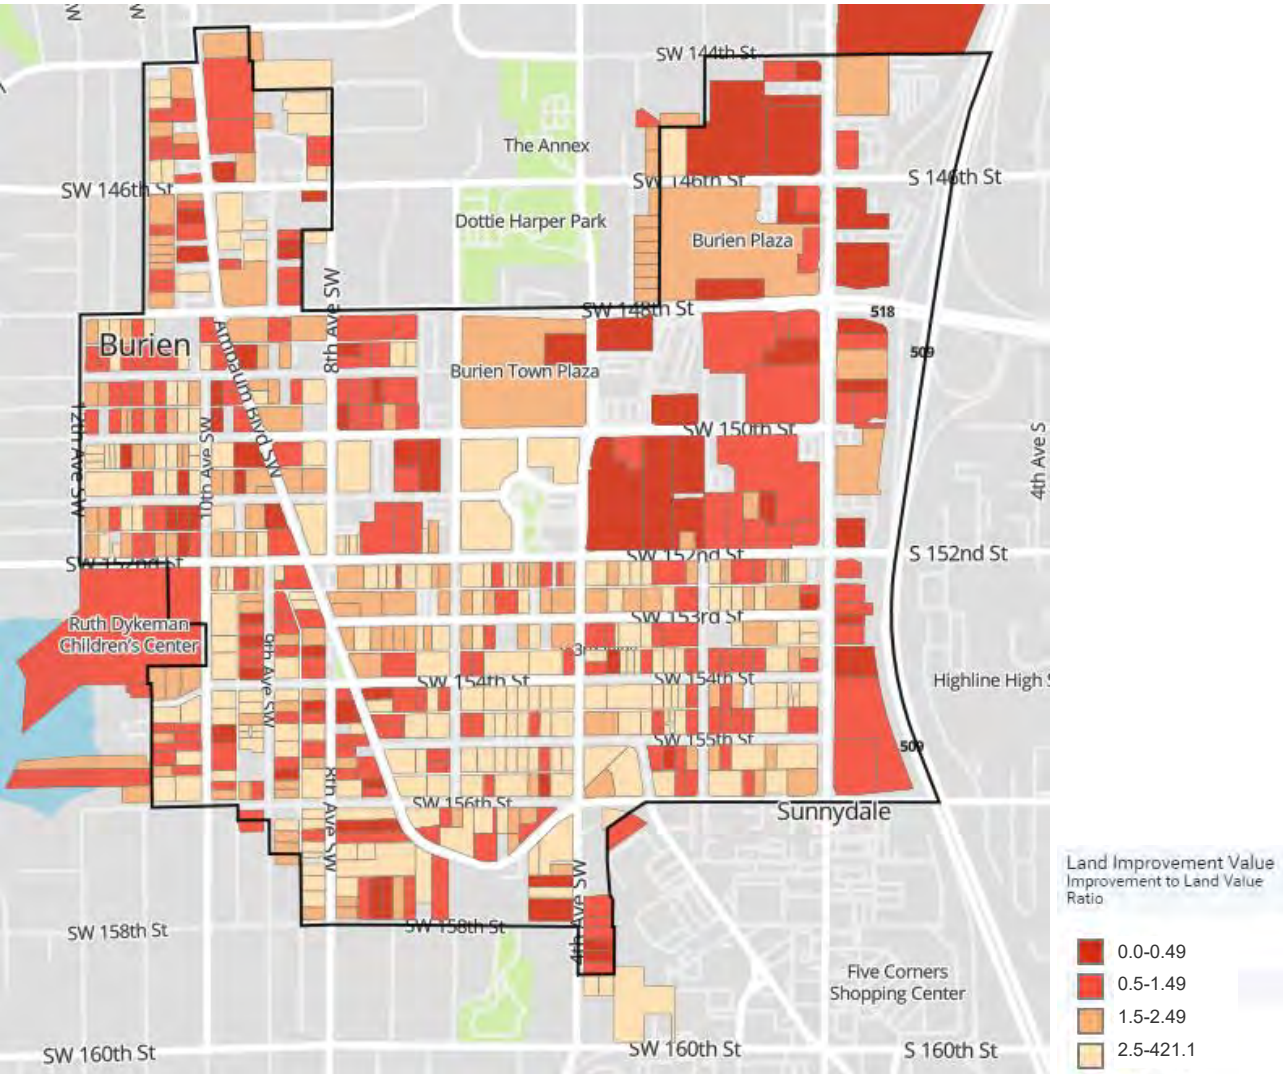 W
W
SW 144th St
The Annex
SW 146th St
SW 146th St
S 146th St
Dottie Harper Park
Burien Plaza
8th Ave SW
SW 148th St
518
Burien
Ambaum Blvd SW
509
Burien Town Plaza
12th Ave SW
10th Ave SW
SW 150th St
4th Ave S
SW 152nd St
SW 152nd St
S 152nd St
Ruth Dykeman
Children's Center
SW 153rd St
9th Ave SW
SW 154th St
SW 154th St
Highline High S
SW 155th St
509
8th Ave SW
SW 156th St
Sunnydale
4th Ave SW
SW 158th St
SW 158th St
Five Corners
Shopping Center
SW 160th St
SW 160th St
S 160th St
Land Improvement Value
Improvement to Land Value
Ratio
0.0-0.49
0.5-1.49
1.5-2.49
2.5-421.1